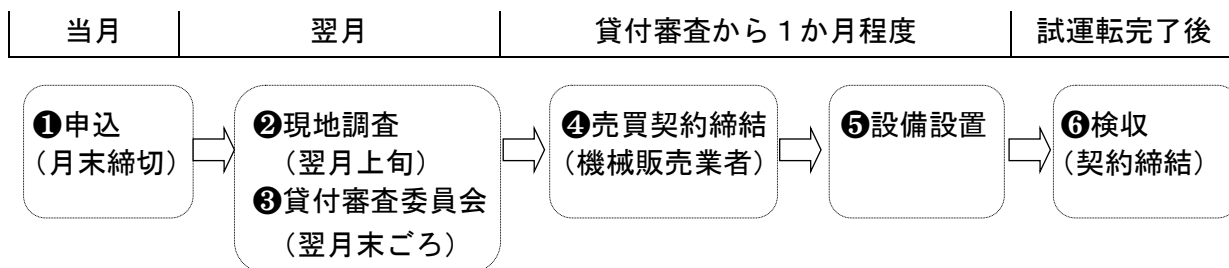 当月
翌月
貸付審査から１か月程度
試運転完了後
❶申込
（月末締切）
❷現地調査
（翌月上旬）
❸貸付審査委員会
（翌月末ごろ）
❹売買契約締結
（機械販売業者）
❺設備設置
❻検収
（契約締結）